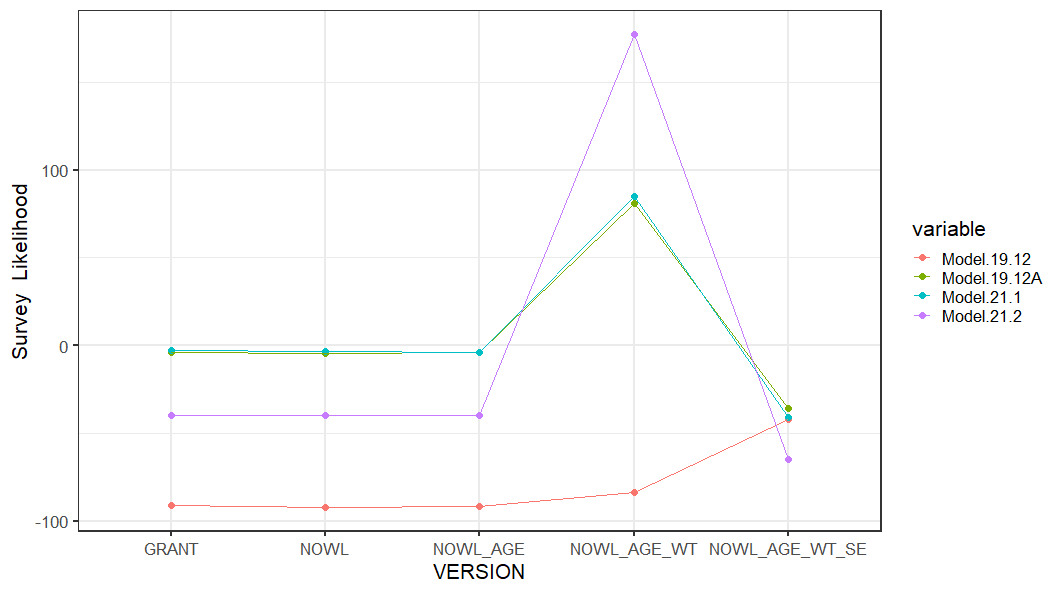 Survey Likelihood
100
0
-100
GRANT
NOWL
NOWL_AGE
NOWL_AGE_WT
NOWL_AGE_WT_SE
VERSION
variable
Model.19.12
Model.19.12A
Model.21.1
Model.21.2